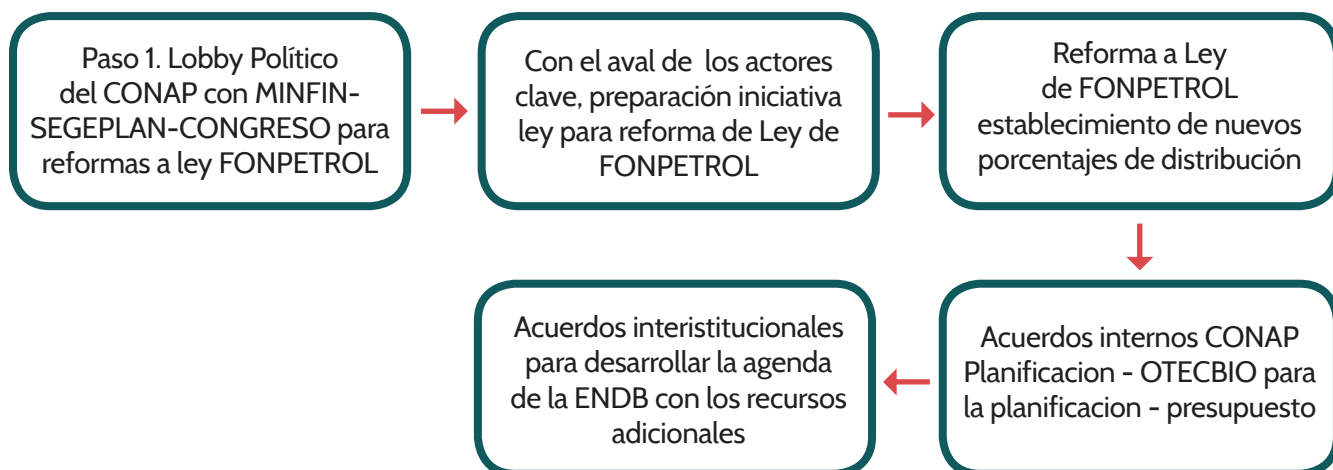 Paso 1. Lobby Político
del CONAP con MINFIN-
SEGEPLAN-CONGRESO para
reformas a ley FONPETROL
Con el aval de los actores
clave, preparación iniciativa
ley para reforma de Ley de
FONPETROL
Reforma a Ley
de FONPETROL
establecimiento de nuevos
porcentajes de distribución
Acuerdos internos CONAP
Planificacion - OTECBIO para
la planificacion - presupuesto
Acuerdos interistitucionales
para desarrollar la agenda
de la ENDB con los recursos
adicionales